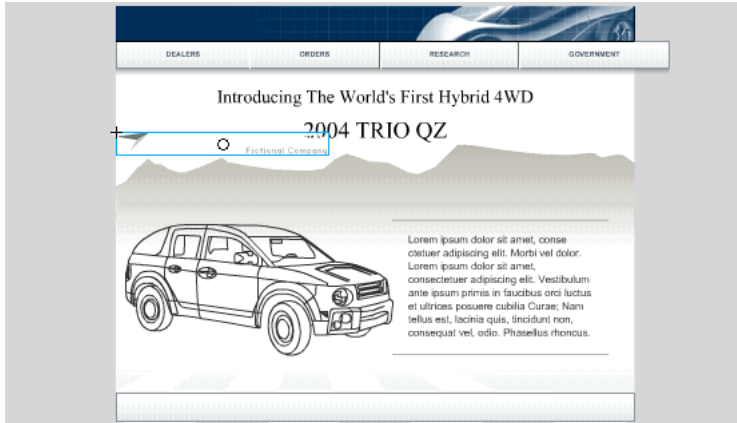 DEALERS
ORDERS
RESEARCH
GOVERNMENT
Introducing The World's First Hybrid 4WD
2004 TRIO QZ
Fictional Company
Lorem ipsum dolor sit amet, conse
ctetuer adipiscing elit. Morbi vel dolor.
Lorem ipsum dolor sit amet,
consectetuer adipiscing elit. Vestibulum
ante ipsum primis in faucibus orci luctus
et ultrices posuere cubilia Curae; Nam
tellus est, lacinia quis, tincidunt non,
consequat vel, odio. Phasellus rhoncus.